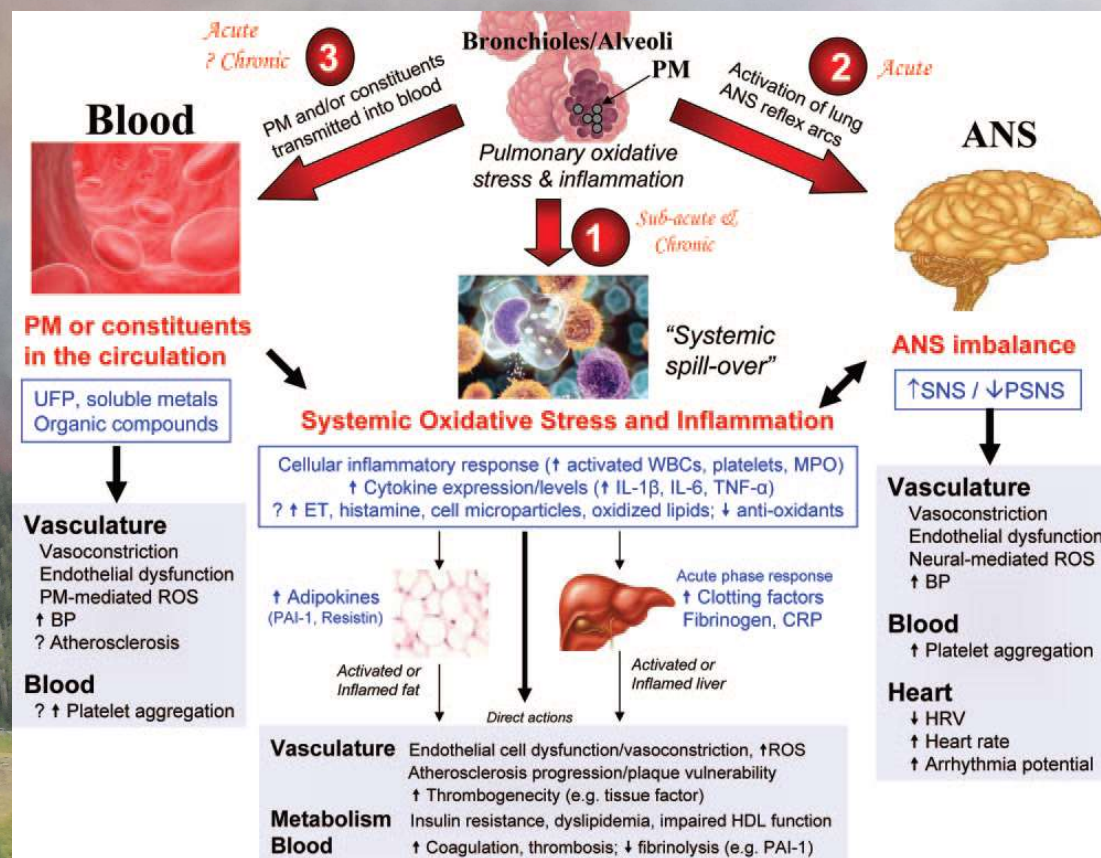 Acute
? Chronic
3
PM and/or constituents
transmitted into blood
Bronchioles/Alveoli
PM
Pulmonary oxidative
stress & inflammation
2
Acute
Activation of lung
ANS reflex arcs
Blood
ANS
1
Sub-acute &
Chronic
"Systemic
spill-over"
PM or constituents
in the circulation
UFP, soluble metals
Organic compounds
Vasculature
Vasoconstriction
Endothelial dysfunction
PM-mediated ROS
↑ BP
? Atherosclerosis
Blood
? ↑ Platelet aggregation
Systemic Oxidative Stress and Inflammation
Cellular inflammatory response (↑ activated WBCs, platelets, MPO)
↑ Cytokine expression/levels (↑ IL-1β, IL-6, TNF-α)
? ↑ ET, histamine, cell microparticles, oxidized lipids; ↓ anti-oxidants
↑ Adipokines
(PAI-1, Resistin)
Activated or
Inflamed fat
Acute phase response
↑ Clotting factors
Fibrinogen, CRP
Activated or
Inflamed liver
Direct actions
Vasculature Endothelial cell dysfunction/vasoconstriction, ↑ROS
Atherosclerosis progression/plaque vulnerability
↑ Thrombogenecity (e.g. tissue factor)
Metabolism Insulin resistance, dyslipidemia, impaired HDL function
Blood ↑ Coagulation, thrombosis; ↓ fibrinolysis (e.g. PAI-1)
ANS imbalance
↑SNS / ↓PSNS
Vasculature
Vasoconstriction
Endothelial dysfunction
Neural-mediated ROS
↑ BP
Blood
↑ Platelet aggregation
Heart
↓ HRV
↑ Heart rate
↑ Arrhythmia potential